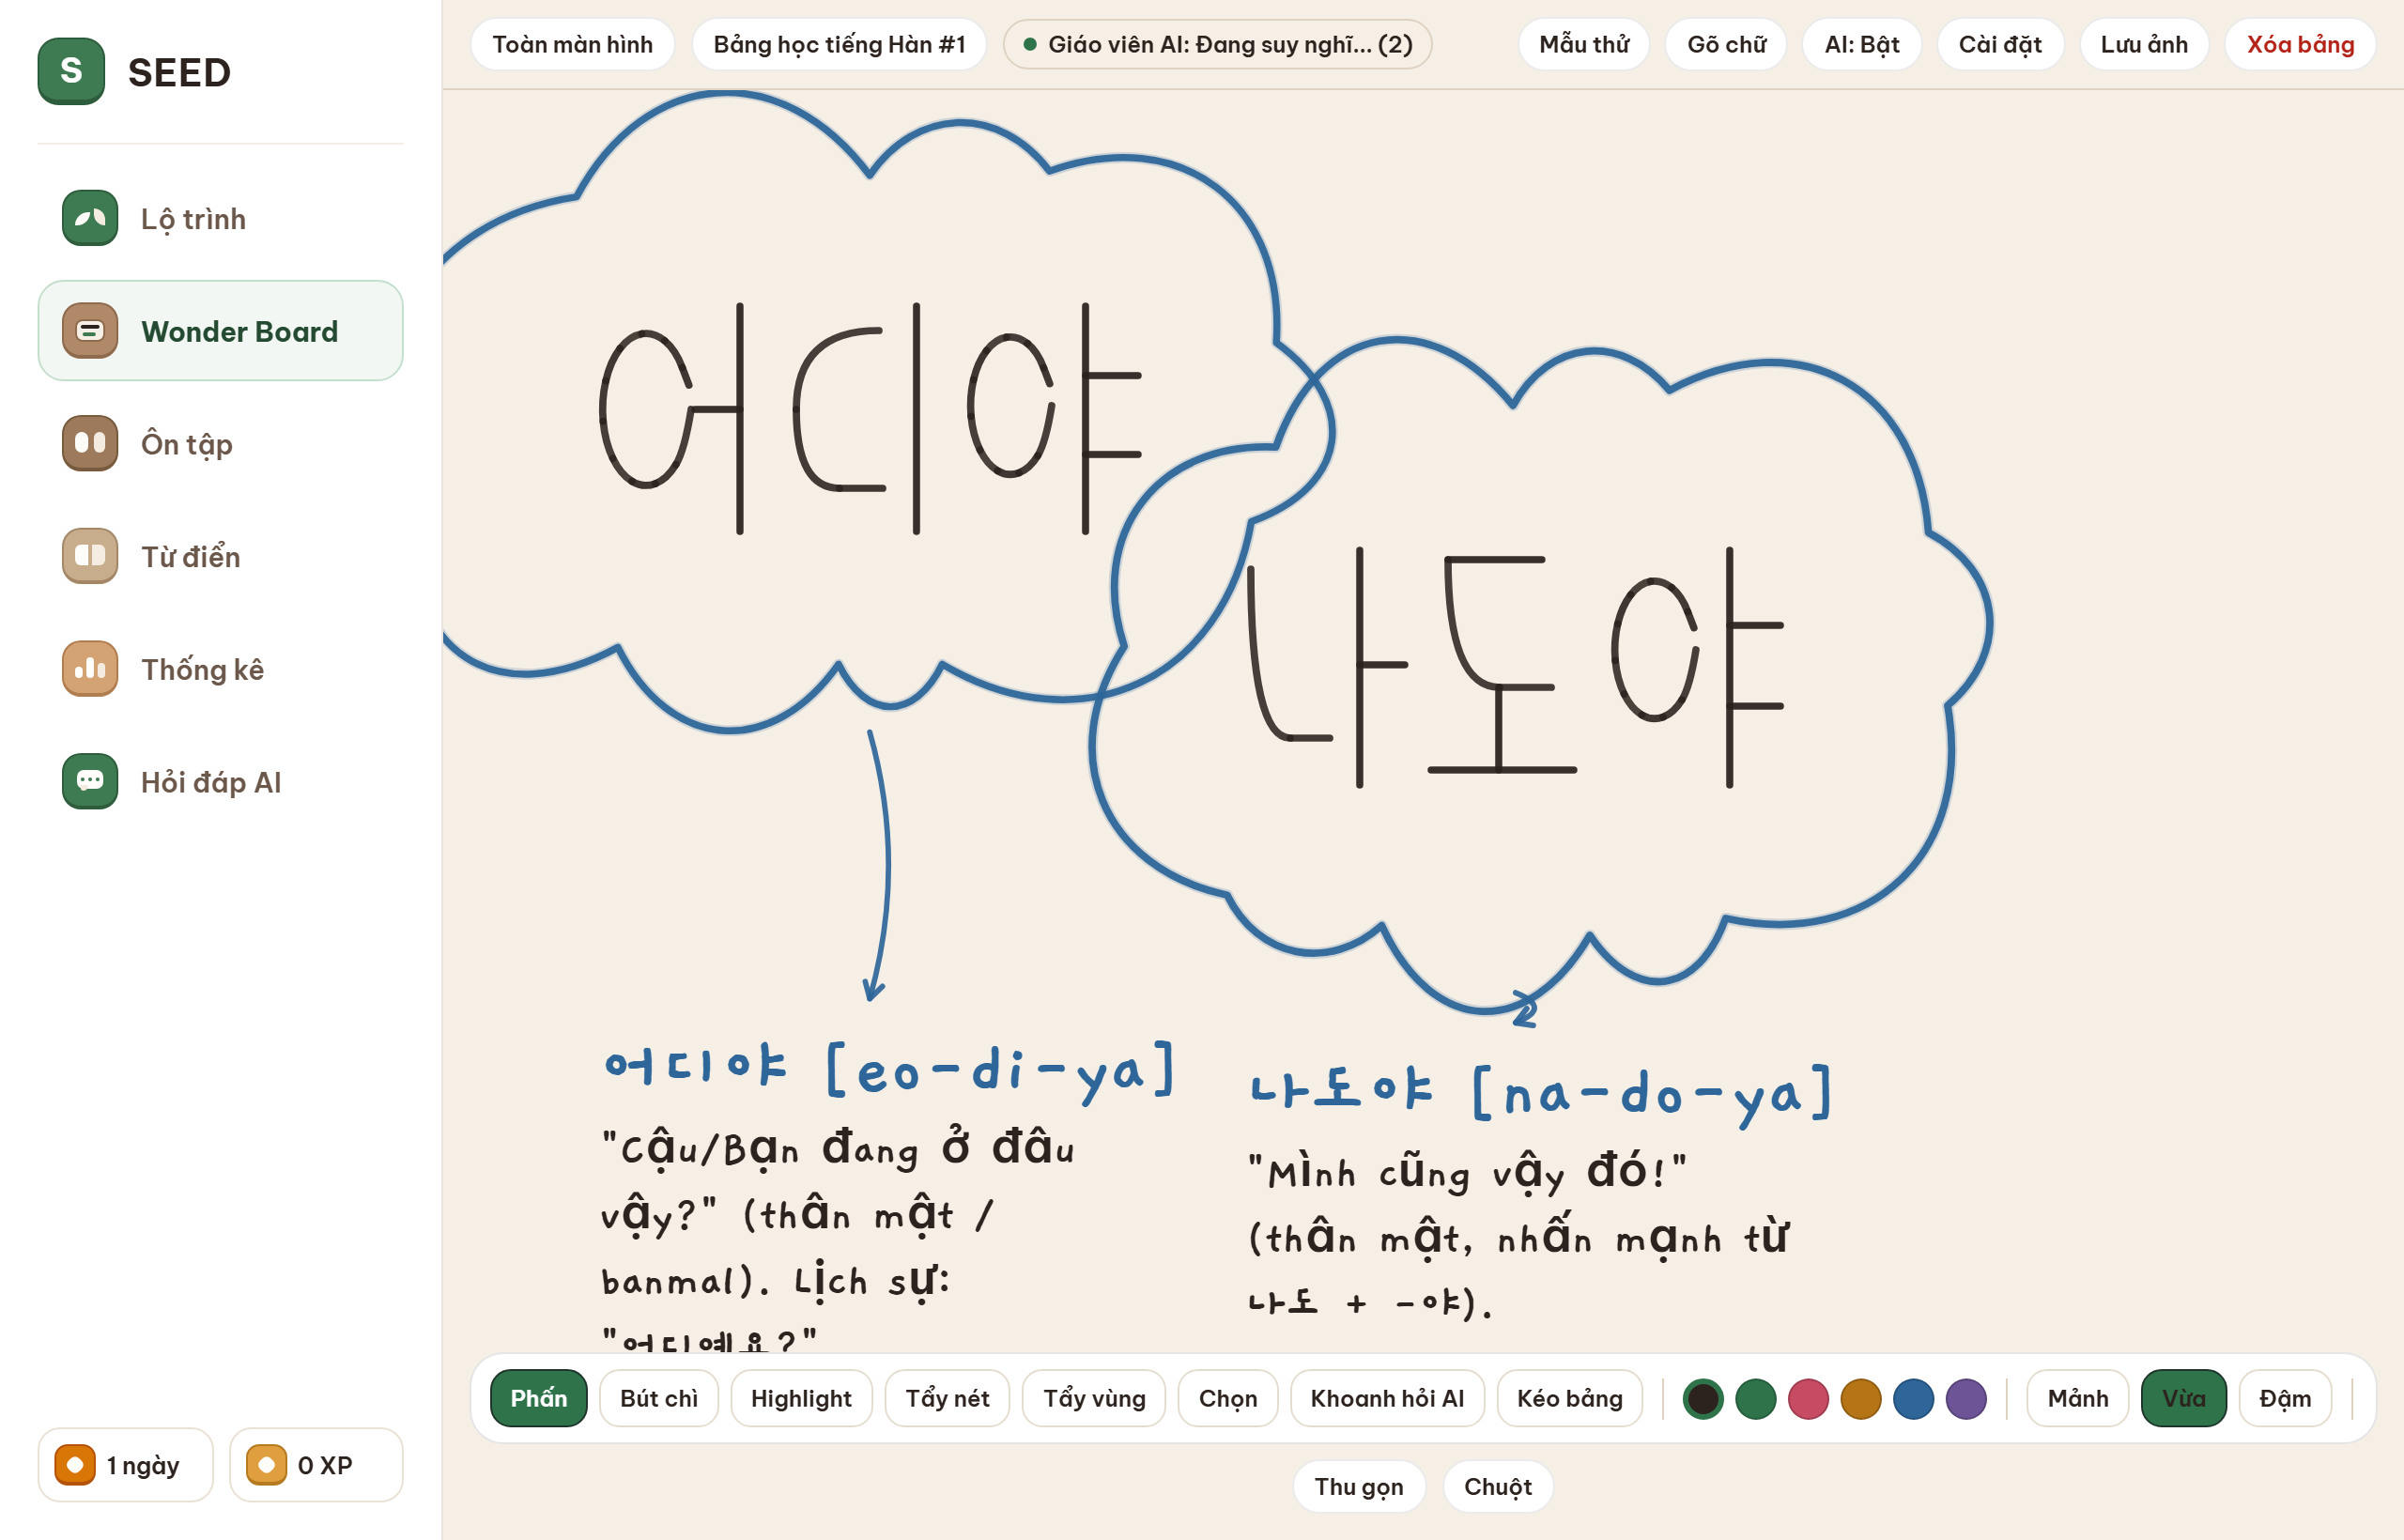 S SEED
Lộ trình
Wonder Board
Ôn tập
Từ điển
Thống kê
Hỏi đáp AI
1 ngày
0 XP
Toàn màn hình
Bảng học tiếng Hàn #1
Giáo viên AI: Đang suy nghĩ... (2)
Mẫu thử
Gõ chữ
AI: Bật
Cài đặt
Lưu ảnh
Xóa bảng
어디야
나도야
어디야 [eo-di-ya]
"Cậu/Bạn đang ở đâu
vậy?" (thân mật /
banmal). Lịch sự:
"어디예요?"
나도야 [na-do-ya]
"Mình cũng vậy đó!"
(thân mật, nhấn mạnh từ
나도 + -야).
Phấn
Bút chì
Highlight
Tẩy nét
Tẩy vùng
Chọn
Khoanh hỏi AI
Kéo bảng
Mảnh
Vừa
Đậm
Thu gọn
Chuột